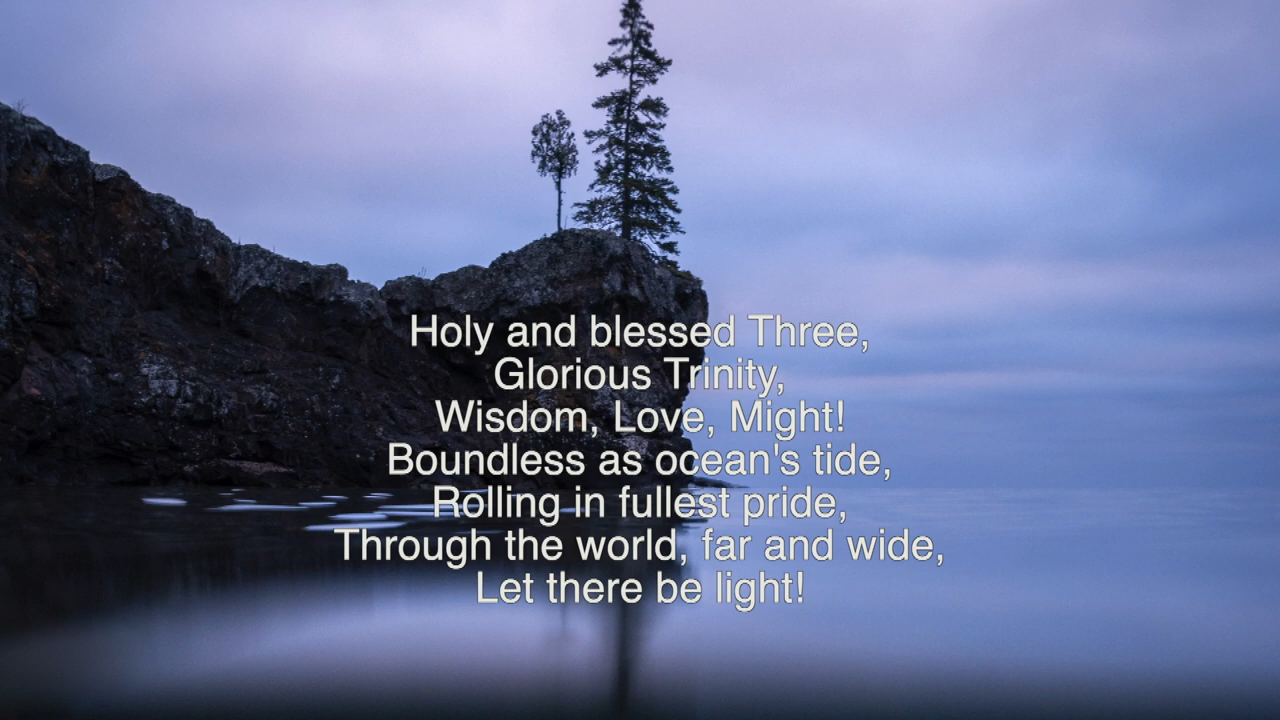 Holy and blessed Three,
Glorious Trinity,
Wisdom, Love, Might!
Boundless as ocean's tide,
Rolling in fullest pride,
Through the world, far and wide,
Let there be light!